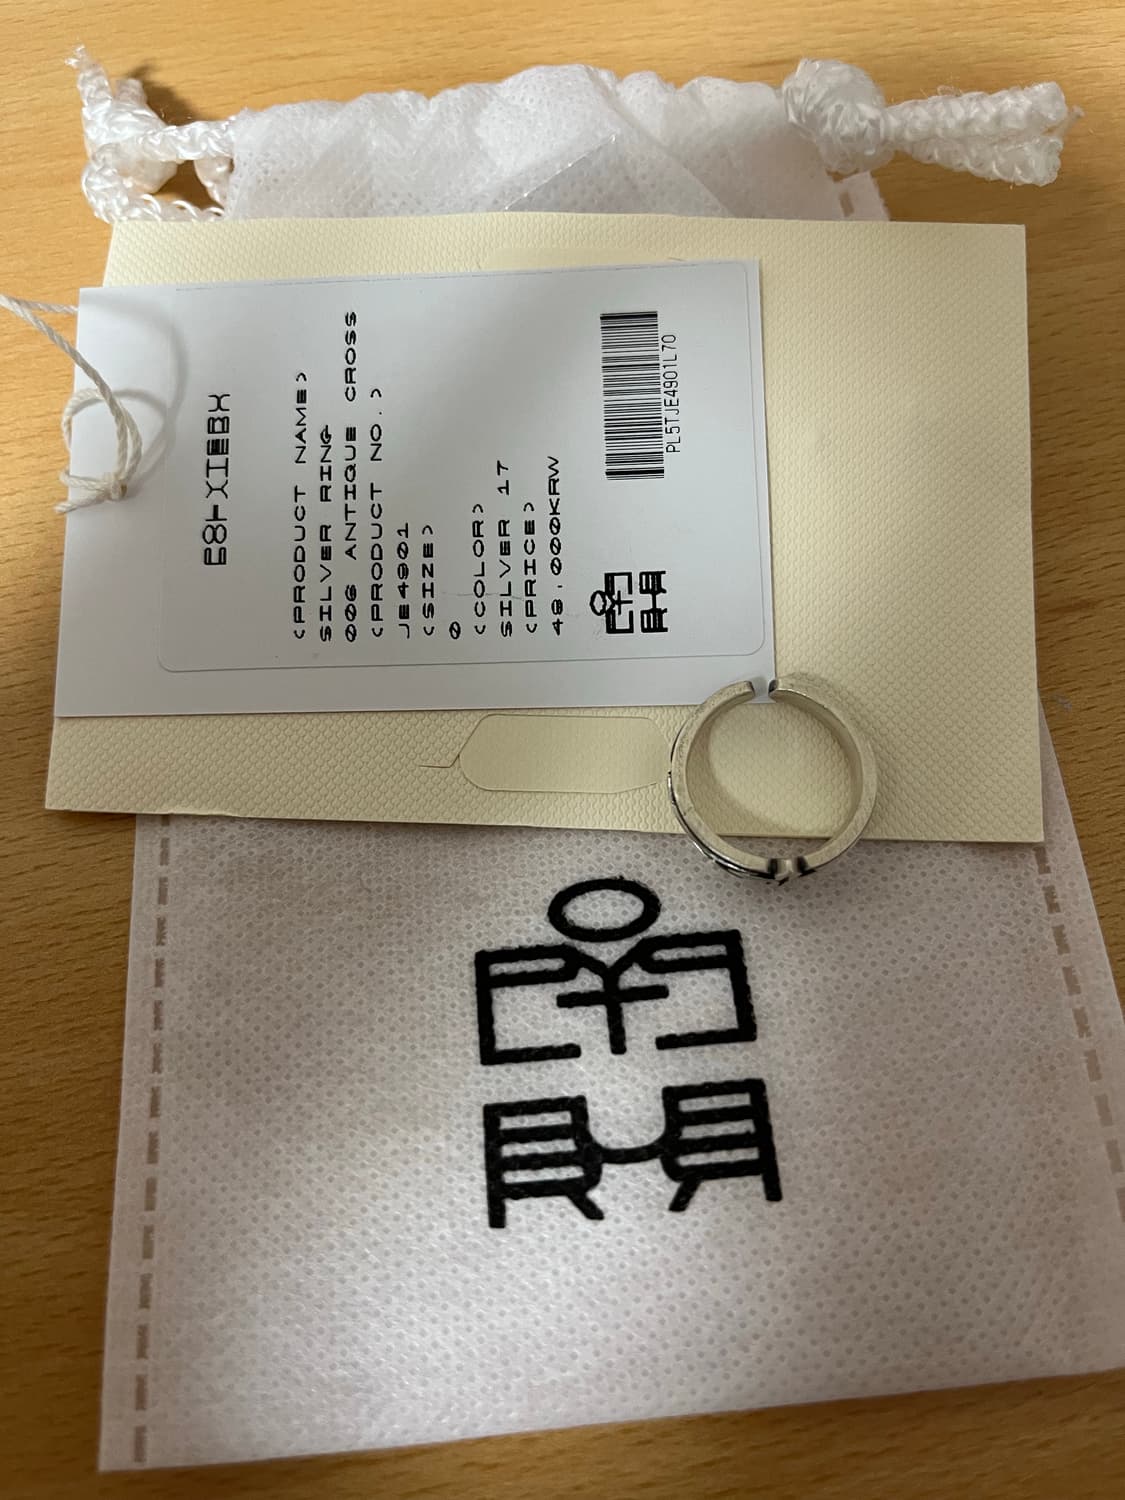 <PRODUCT NAME>
SILVER RING
006 ANTIQUE CROSS
<PRODUCT NO.>
JE4901
<SIZE>
0
<COLOR>
SILVER 17
<PRICE>
48.000KRW
PL5TJE4901L70